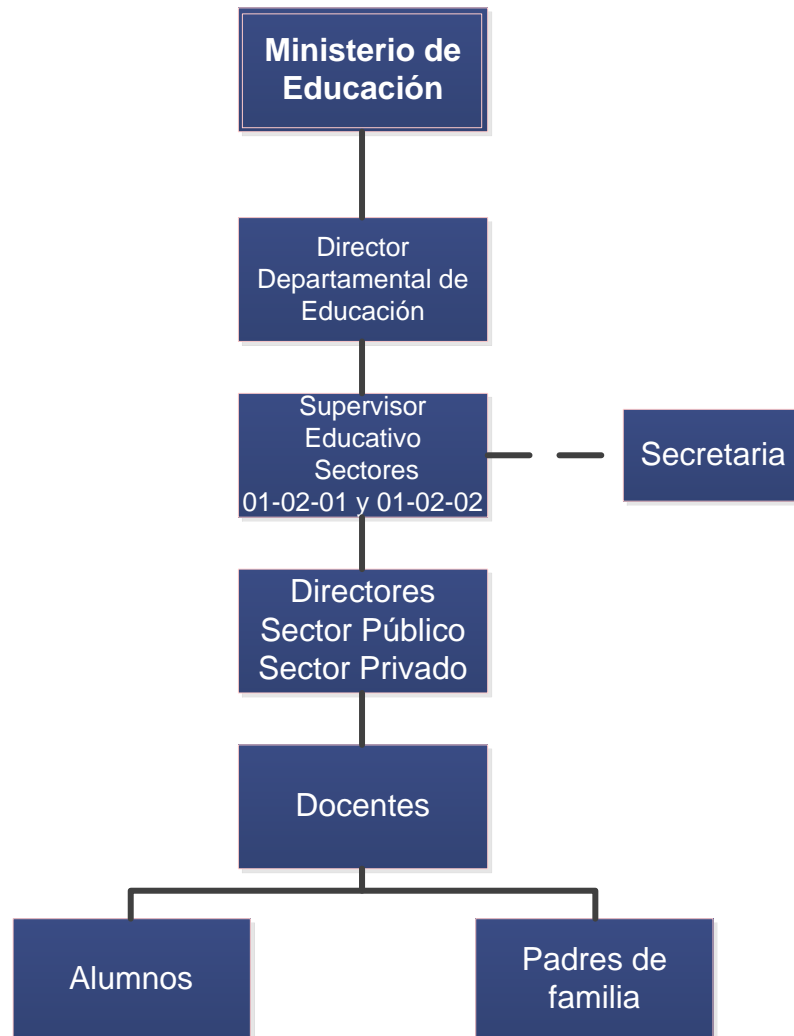 Ministerio de
Educación
Director
Departamental de
Educación
Supervisor
Educativo
Sectores
01-02-01 y 01-02-02
Secretaria
Directores
Sector Público
Sector Privado
Docentes
Alumnos
Padres de
familia